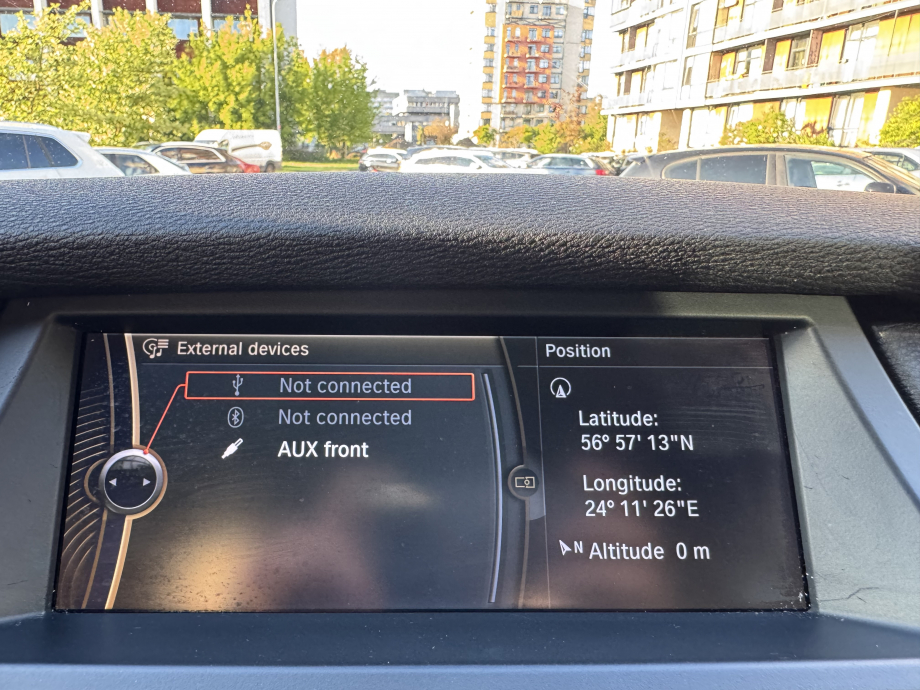 External devices
Not connected
Not connected
AUX front
Position
Latitude:
56° 57' 13"N
Longitude:
24° 11' 26"E
N Altitude 0 m